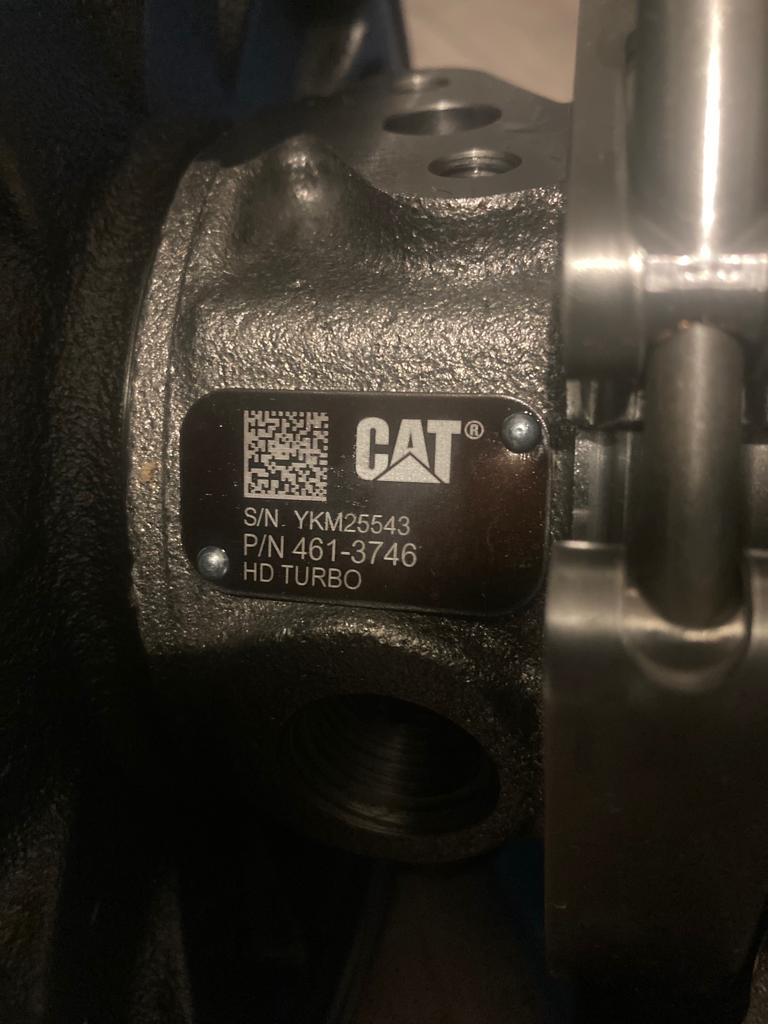 CAT®
S/N. YKM25543
P/N 461-3746
HD TURBO